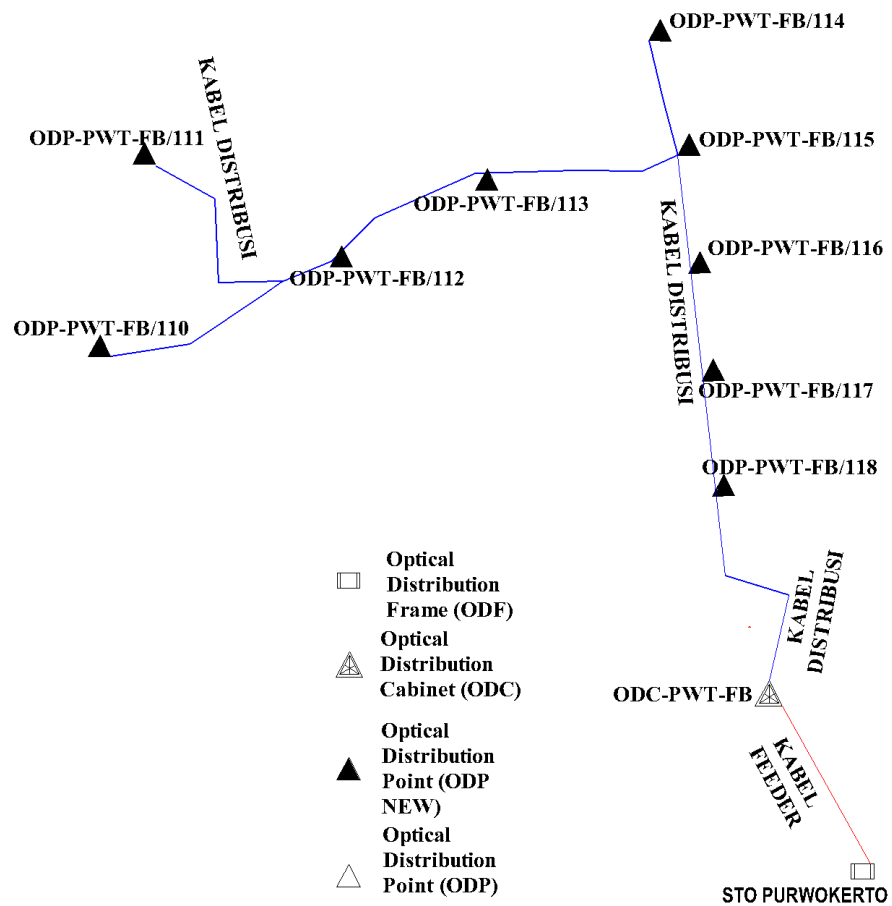 ODP-PWT-FB/114
KABEL DISTRIBUSI
ODP-PWT-FB/111
ODP-PWT-FB/115
ODP-PWT-FB/113
KABEL DISTRIBUSI
ODP-PWT-FB/116
ODP-PWT-FB/112
ODP-PWT-FB/110
ODP-PWT-FB/117
ODP-PWT-FB/118
Optical
Distribution
Frame (ODF)
Optical
Distribution
Cabinet (ODC)
Optical
Distribution
Point (ODP
NEW)
Optical
Distribution
Point (ODP)
KABEL
DISTRIBUSI
ODC-PWT-FB
KABEL
FEEDER
STO PURWOKERTO